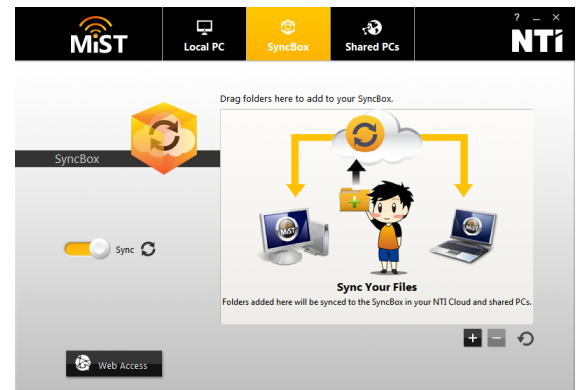 MiST
Local PC
SyncBox
Shared PCs
? – ×
NTI
Drag folders here to add to your SyncBox.
SyncBox
MiST
MiST
Sync
Sync Your Files
Folders added here will be synced to the SyncBox in your NTI Cloud and shared PCs.
Web Access